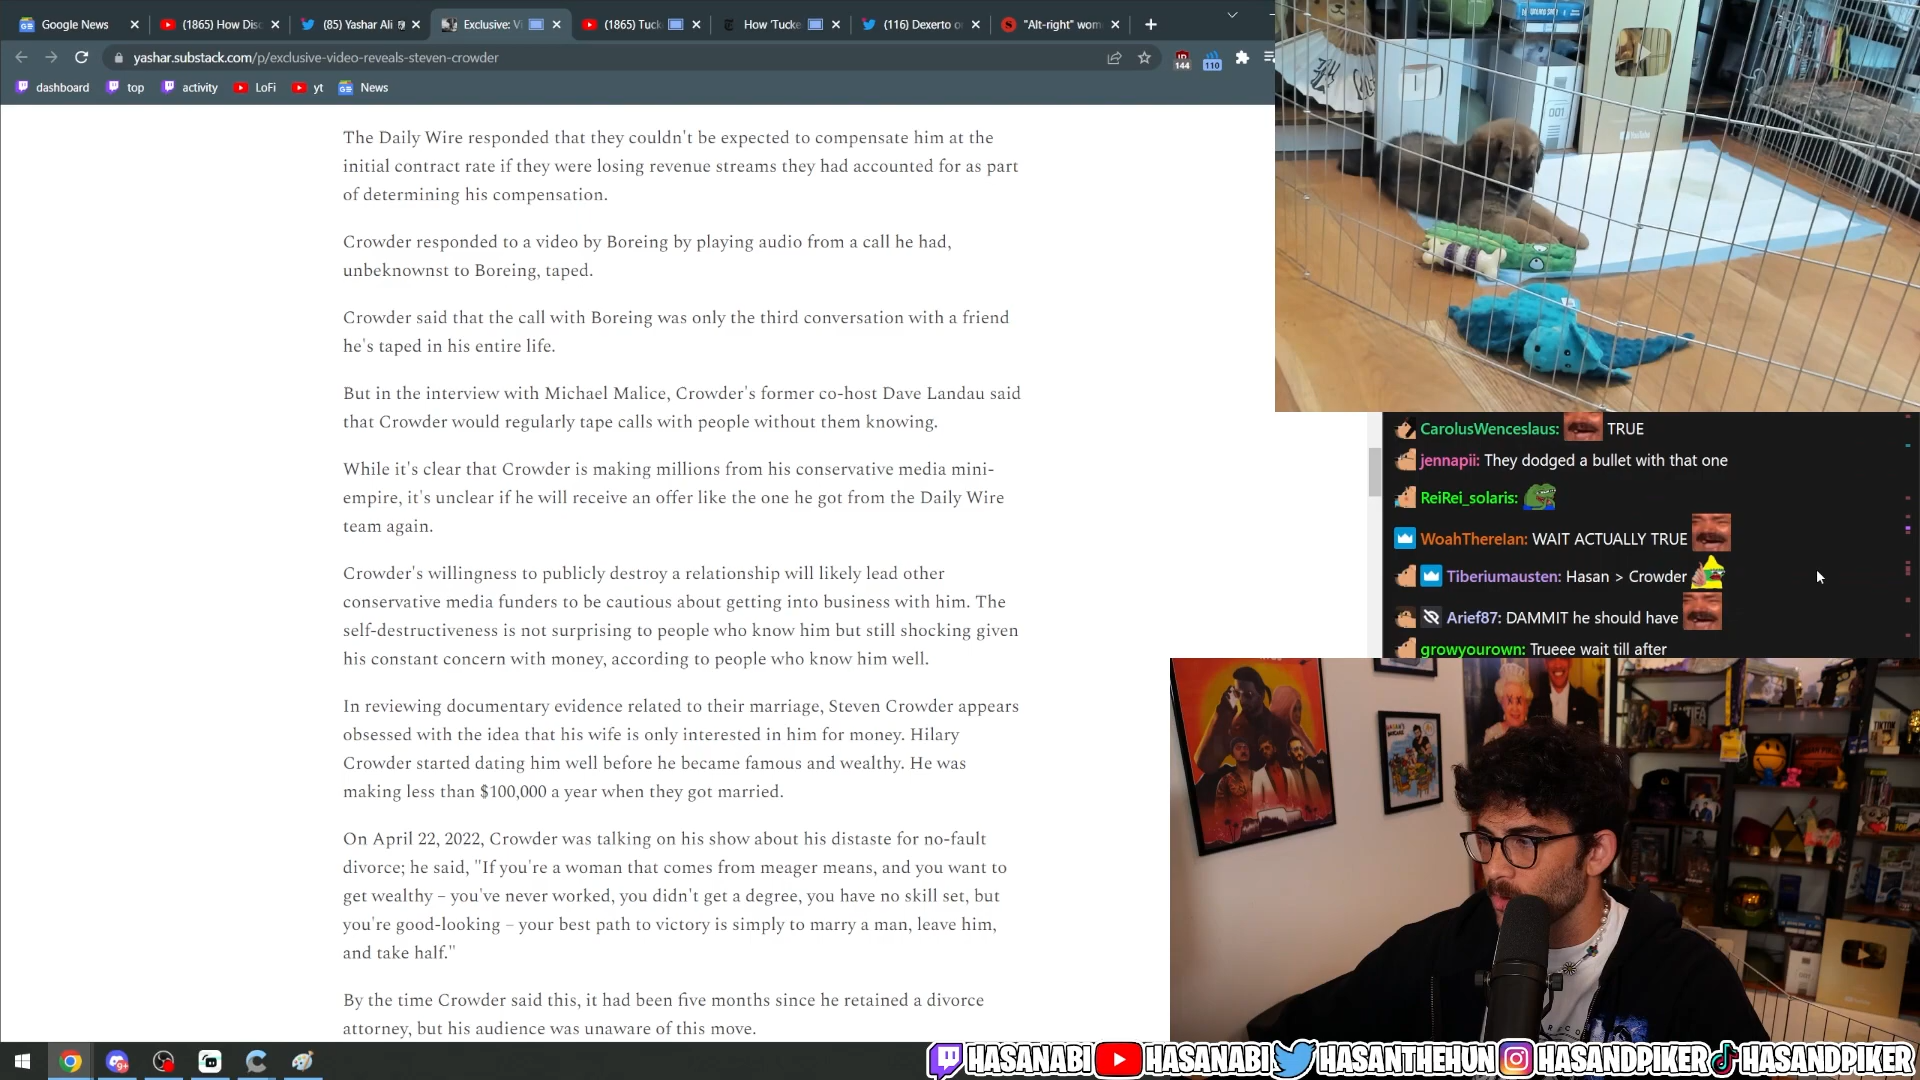 Google News
(1865) How Disc
(85) Yashar Ali
Exclusive: Vi
(1865) Tuck
How 'Tucke
(116) Dexerto o
"Alt-right" wom
yashar.substack.com/p/exclusive-video-reveals-steven-crowder
144
110
dashboard
top
activity
LoFi
yt
News
The Daily Wire responded that they couldn't be expected to compensate him at the
initial contract rate if they were losing revenue streams they had accounted for as part
of determining his compensation.
Crowder responded to a video by Boreing by playing audio from a call he had,
unbeknownst to Boreing, taped.
Crowder said that the call with Boreing was only the third conversation with a friend
he's taped in his entire life.
But in the interview with Michael Malice, Crowder's former co-host Dave Landau said
that Crowder would regularly tape calls with people without them knowing.
While it's clear that Crowder is making millions from his conservative media mini-
empire, it's unclear if he will receive an offer like the one he got from the Daily Wire
team again.
Crowder's willingness to publicly destroy a relationship will likely lead other
conservative media funders to be cautious about getting into business with him. The
self-destructiveness is not surprising to people who know him but still shocking given
his constant concern with money, according to people who know him well.
In reviewing documentary evidence related to their marriage, Steven Crowder appears
obsessed with the idea that his wife is only interested in him for money. Hilary
Crowder started dating him well before he became famous and wealthy. He was
making less than $100,000 a year when they got married.
On April 22, 2022, Crowder was talking on his show about his distaste for no-fault
divorce; he said, "If you're a woman that comes from meager means, and you want to
get wealthy – you've never worked, you didn't get a degree, you have no skill set, but
you're good-looking – your best path to victory is simply to marry a man, leave him,
and take half."
By the time Crowder said this, it had been five months since he retained a divorce
attorney, but his audience was unaware of this move.
001
YouTube
CarolusWenceslaus: TRUE
jennapii: They dodged a bullet with that one
ReiRei_solaris:
WoahThereIan: WAIT ACTUALLY TRUE
Tiberiumausten: Hasan > Crowder
Arief87: DAMMIT he should have
growyourown: Trueee wait till after
HASANABI
HASANABI
HASANTHEHUN
HASANDPIKER
HASANDPIKER